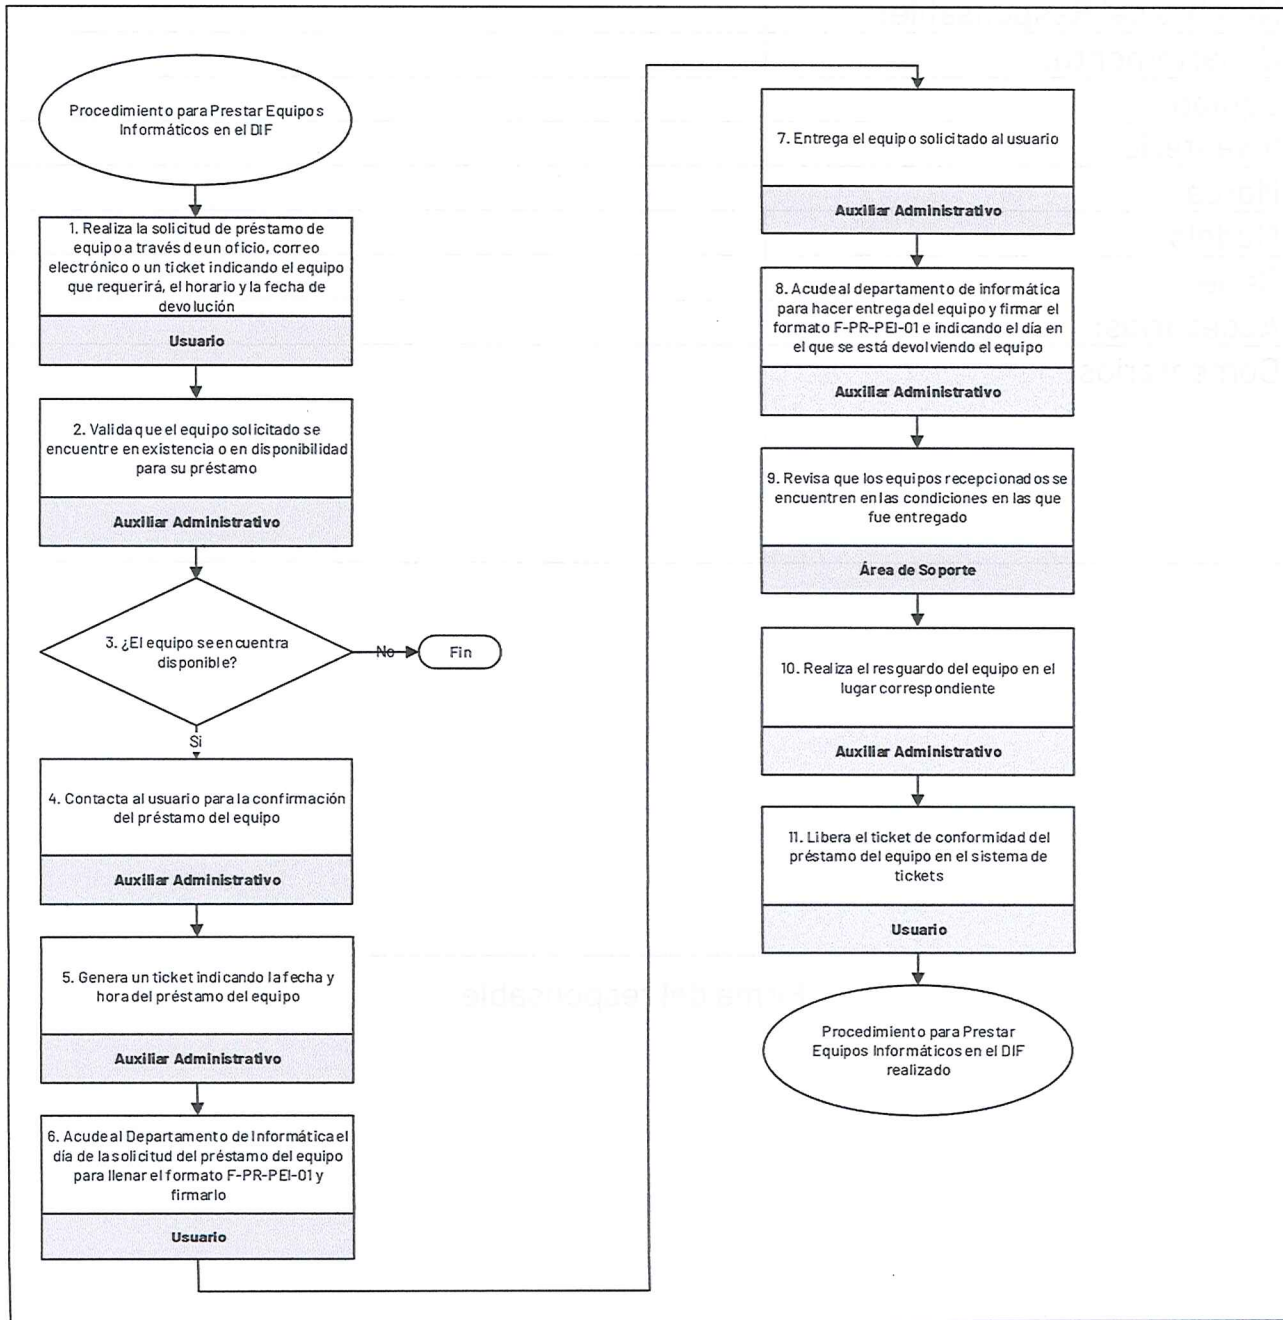 Procedimiento para Prestar Equipos
Informáticos en el DIF
1. Realiza la solicitud de préstamo de
equipo a través de un oficio, correo
electrónico o un ticket indicando el equipo
que requerirá, el horario y la fecha de
devolución
Usuario
2. Valida que el equipo solicitado se
encuentre en existencia o en disponibilidad
para su préstamo
Auxiliar Administrativo
3. ¿El equipo se encuentra
disponible?
No
Fin
Si
4. Contacta al usuario para la confirmación
del préstamo del equipo
Auxiliar Administrativo
5. Genera un ticket indicando la fecha y
hora del préstamo del equipo
Auxiliar Administrativo
6. Acude al Departamento de Informática el
día de la solicitud del préstamo del equipo
para llenar el formato F-PR-PEI-01 y
firmarlo
Usuario
7. Entrega el equipo solicitado al usuario
Auxiliar Administrativo
8. Acude al departamento de informática
para hacer entrega del equipo y firmar el
formato F-PR-PEI-01 e indicando el día en
el que se está devolviendo el equipo
Auxiliar Administrativo
9. Revisa que los equipos recepcionados se
encuentren en las condiciones en las que
fue entregado
Área de Soporte
10. Realiza el resguardo del equipo en el
lugar correspondiente
Auxiliar Administrativo
11. Libera el ticket de conformidad del
préstamo del equipo en el sistema de
tickets
Usuario
Procedimiento para Prestar
Equipos Informáticos en el DIF
realizado
del responsable